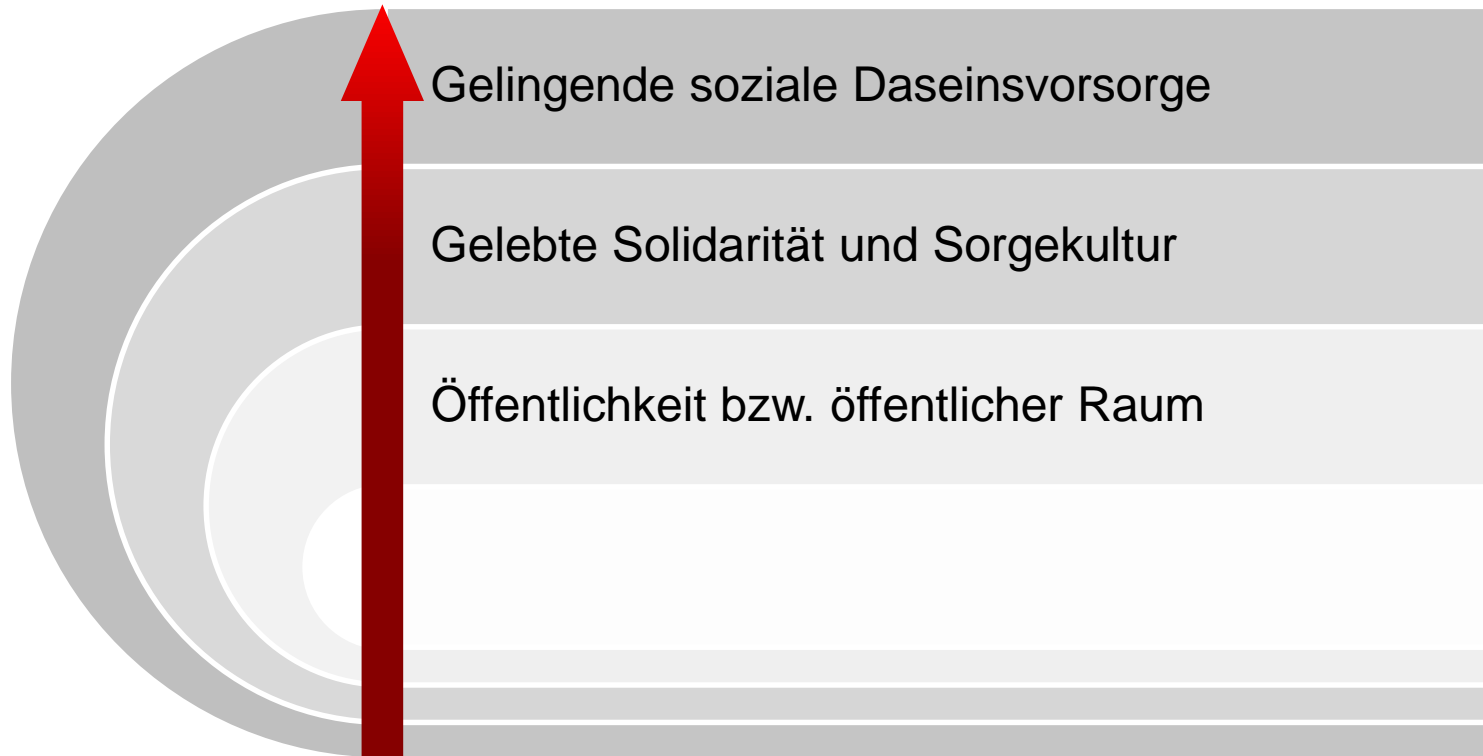 Gelingende soziale Daseinsvorsorge
Gelebte Solidarität und Sorgekultur
Öffentlichkeit bzw. öffentlicher Raum